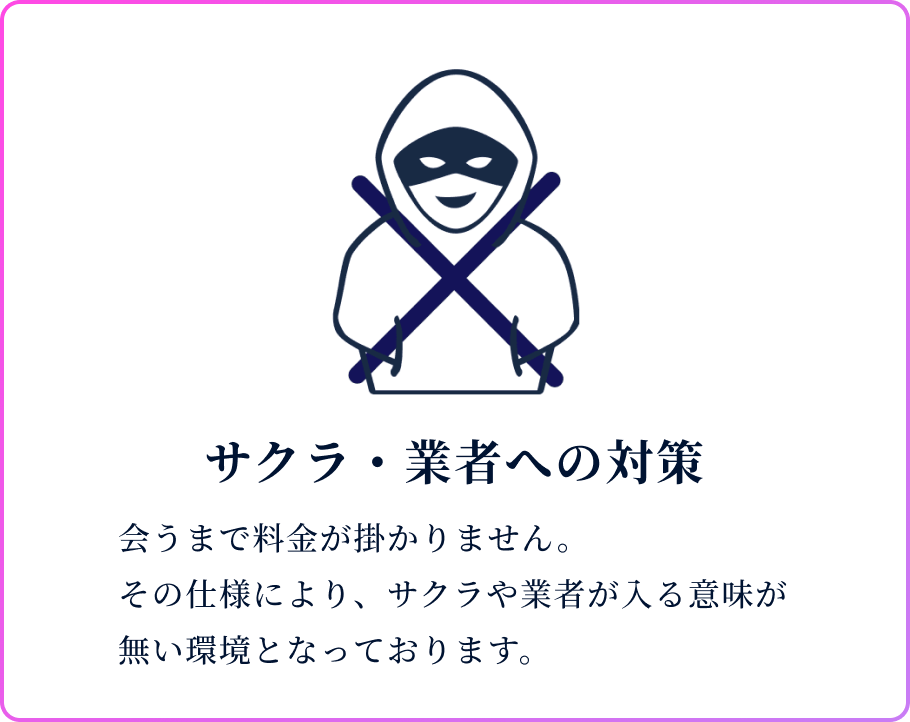 サクラ・業者への対策
会うまで料金が掛かりません。
その仕様により、サクラや業者が入る意味が
無い環境となっております。